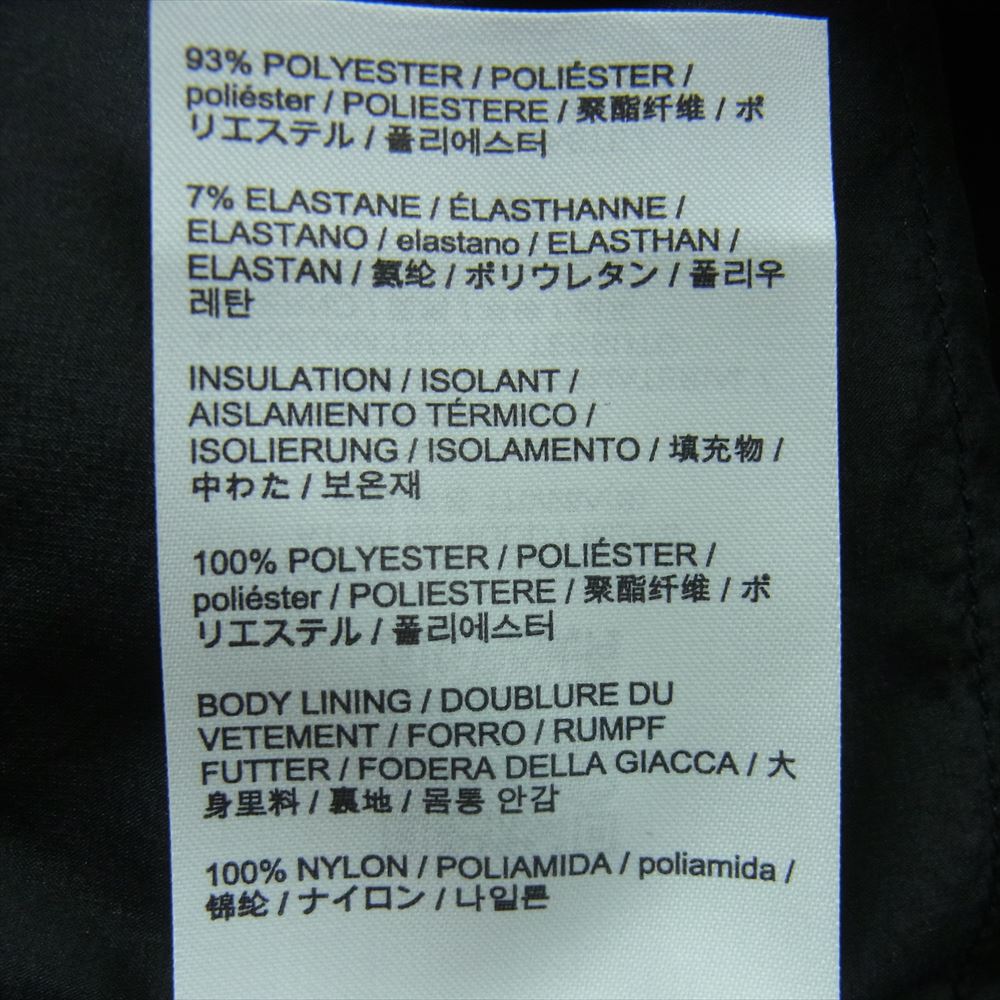 93% POLYESTER / POLIÉSTER /
poliéster / POLIESTERE / 聚酯纤维 / ポ
リエステル / 폴리에스터
7% ELASTANE / ÉLASTHANNE /
ELASTANO / elastano / ELASTHAN /
ELASTAN / 氨纶 / ポリウレタン / 폴리우
레탄
INSULATION / ISOLANT /
AISLAMIENTO TÉRMICO /
ISOLIERUNG / ISOLAMENTO / 填充物 /
中わた / 보온재
100% POLYESTER / POLIÉSTER /
poliéster / POLIESTERE / 聚酯纤维 / ポ
リエステル / 폴리에스터
BODY LINING / DOUBLURE DU
VETEMENT / FORRO / RUMPF
FUTTER / FODERA DELLA GIACCA / 大
身里料 / 裏地 / 몸통 안감
100% NYLON / POLIAMIDA / poliamida /
锦纶 / ナイロン / 나일론